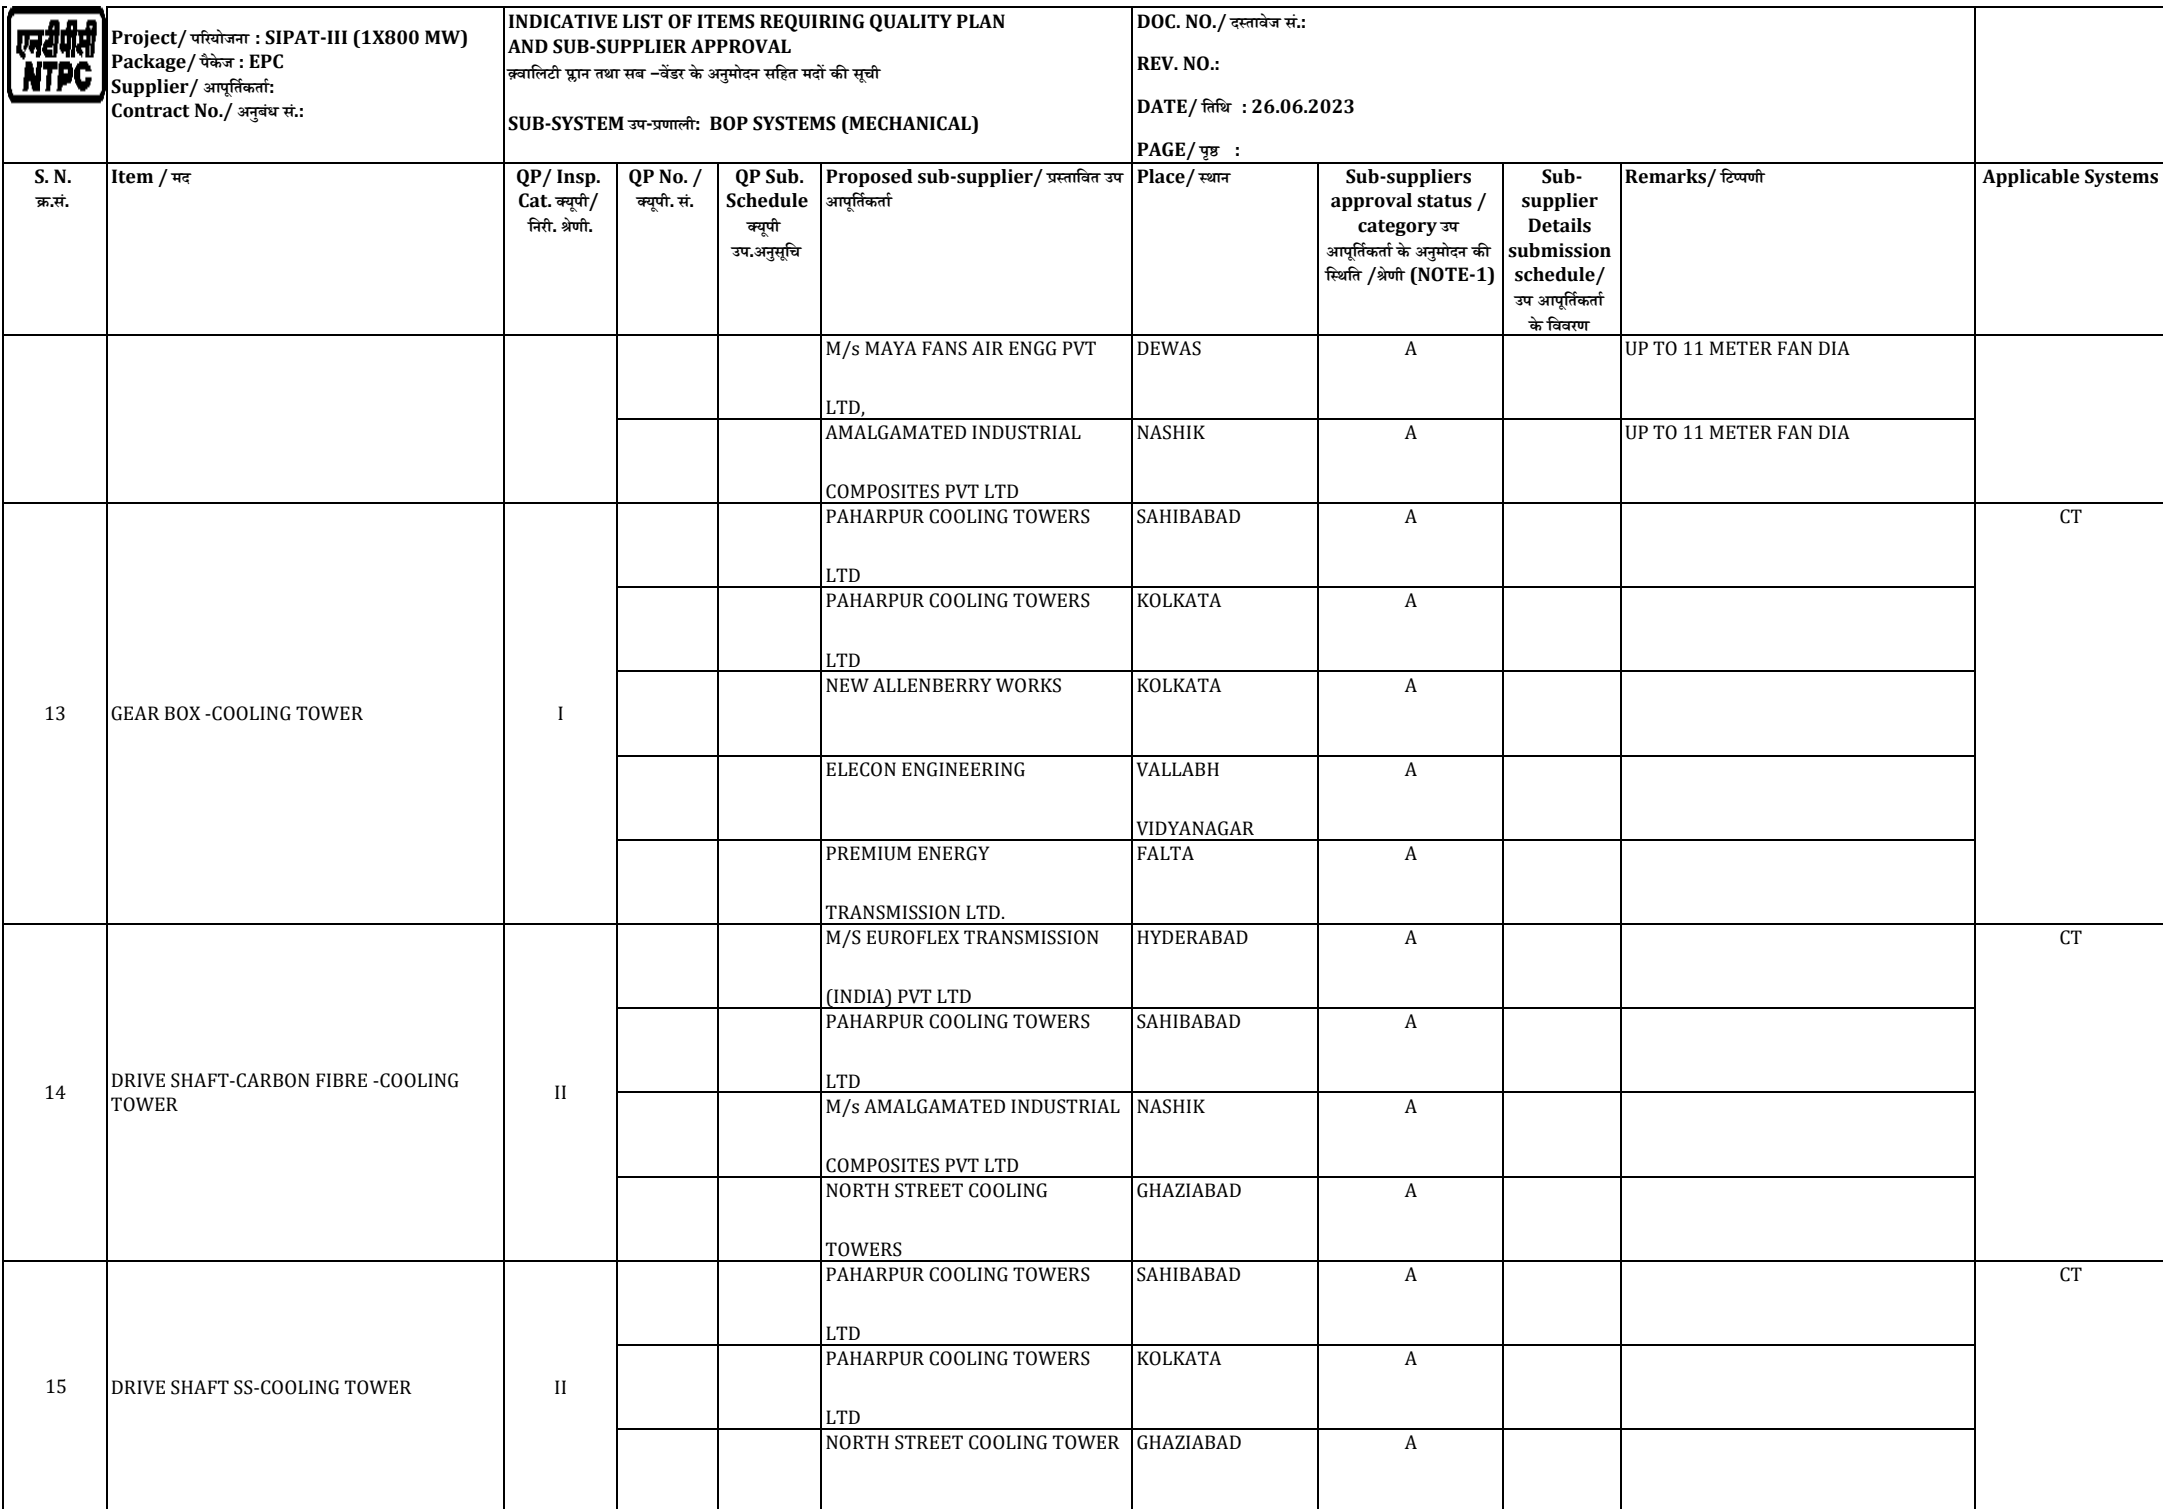 एनटीपीसी
NTPC
Project/ परियोजना : SIPAT-III (1X800 MW)
Package/ पैकेज : EPC
Supplier/ आपूर्तिकर्ता:
Contract No./ अनुबंध सं.:
INDICATIVE LIST OF ITEMS REQUIRING QUALITY PLAN
AND SUB-SUPPLIER APPROVAL
क़्वालिटी प्लान तथा सब –वेंडर के अनुमोदन सहित मदों की सूची
SUB-SYSTEM उप-प्रणाली: BOP SYSTEMS (MECHANICAL)
DOC. NO./ दस्तावेज सं.:
REV. NO.:
DATE/ तिथि : 26.06.2023
PAGE/ पृष्ठ :
S. N.
क्र.सं.
Item / मद
QP/ Insp.
Cat. क्यूपी/
निरी. श्रेणी.
QP No. /
क्यूपी. सं.
QP Sub.
Schedule
क्यूपी
उप.अनुसूचि
Proposed sub-supplier/ प्रस्तावित उप
आपूर्तिकर्ता
Place/ स्थान
Sub-suppliers
approval status /
category उप
आपूर्तिकर्ता के अनुमोदन की
स्थिति /श्रेणी (NOTE-1)
Sub-
supplier
Details
submission
schedule/
उप आपूर्तिकर्ता
के विवरण
Remarks/ टिप्पणी
Applicable Systems
M/s MAYA FANS AIR ENGG PVT
LTD,
DEWAS
A
UP TO 11 METER FAN DIA
AMALGAMATED INDUSTRIAL
COMPOSITES PVT LTD
NASHIK
A
UP TO 11 METER FAN DIA
13
GEAR BOX -COOLING TOWER
I
PAHARPUR COOLING TOWERS
LTD
SAHIBABAD
A
CT
PAHARPUR COOLING TOWERS
LTD
KOLKATA
A
NEW ALLENBERRY WORKS
KOLKATA
A
ELECON ENGINEERING
VALLABH
VIDYANAGAR
A
PREMIUM ENERGY
TRANSMISSION LTD.
FALTA
A
14
DRIVE SHAFT-CARBON FIBRE -COOLING
TOWER
II
M/S EUROFLEX TRANSMISSION
(INDIA) PVT LTD
HYDERABAD
A
CT
PAHARPUR COOLING TOWERS
LTD
SAHIBABAD
A
M/s AMALGAMATED INDUSTRIAL
COMPOSITES PVT LTD
NASHIK
A
NORTH STREET COOLING
TOWERS
GHAZIABAD
A
15
DRIVE SHAFT SS-COOLING TOWER
II
PAHARPUR COOLING TOWERS
LTD
SAHIBABAD
A
CT
PAHARPUR COOLING TOWERS
LTD
KOLKATA
A
NORTH STREET COOLING TOWER
GHAZIABAD
A